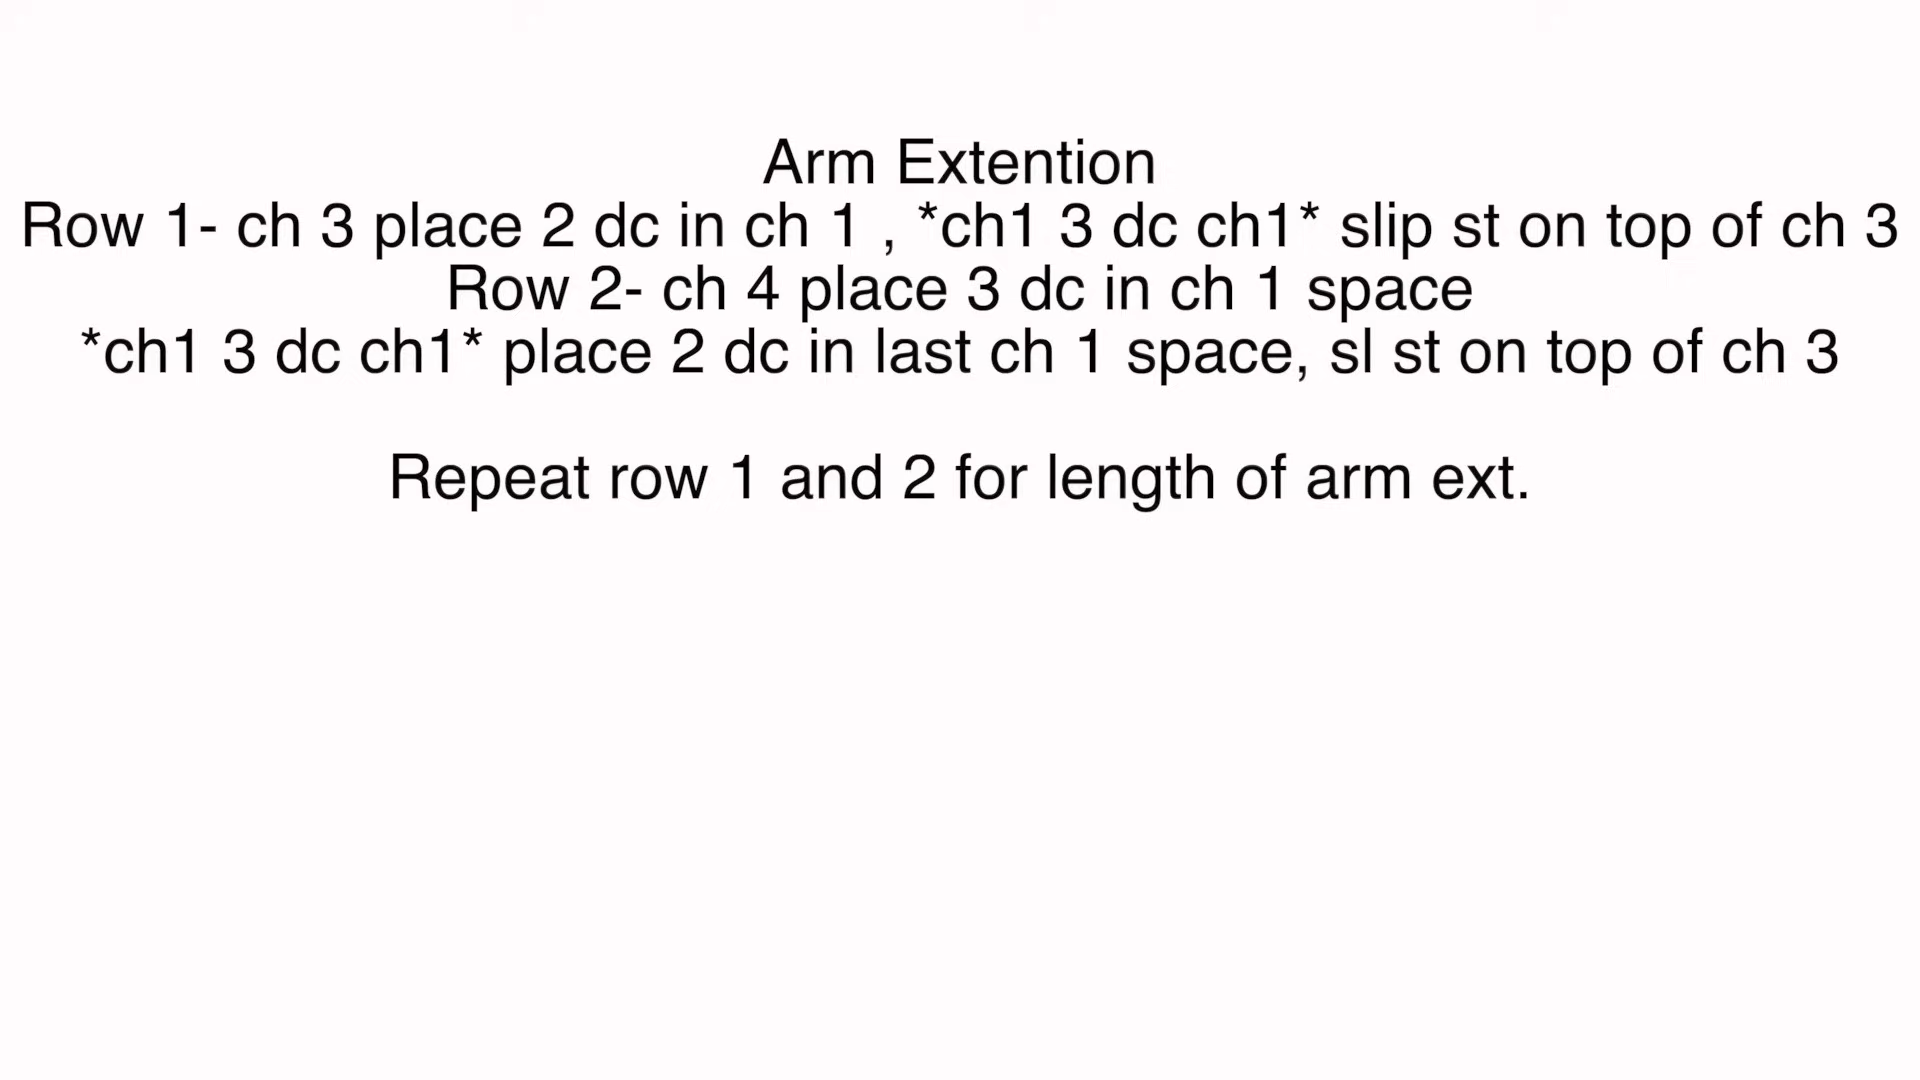 Arm Extention
Row 1- ch 3 place 2 dc in ch 1 , *ch1 3 dc ch1* slip st on top of ch 3
Row 2- ch 4 place 3 dc in ch 1 space
*ch1 3 dc ch1* place 2 dc in last ch 1 space, sl st on top of ch 3
Repeat row 1 and 2 for length of arm ext.